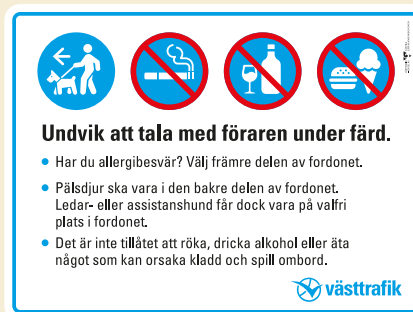 Undvik att tala med föraren under färd.
• Har du allergibesvär? Välj främre delen av fordonet.
• Pälsdjur ska vara i den bakre delen av fordonet.
Ledar- eller assistanshund får dock vara på valfri
plats i fordonet.
• Det är inte tillåtet att röka, dricka alkohol eller äta
något som kan orsaka kladd och spill ombord.
västtrafik